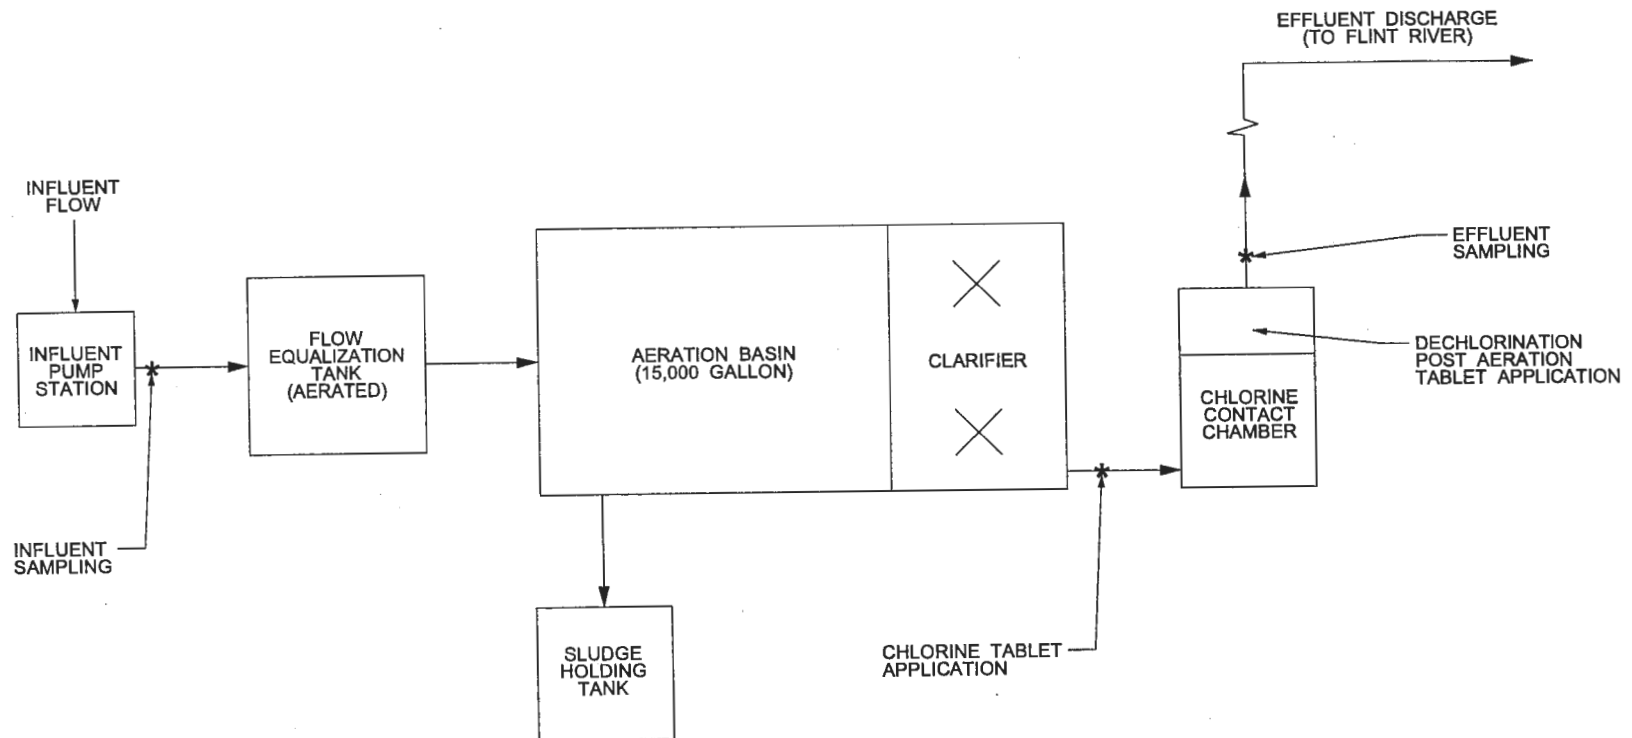 EFFLUENT DISCHARGE
(TO FLINT RIVER)
INFLUENT
FLOW
EFFLUENT
SAMPLING
INFLUENT
PUMP
STATION
FLOW
EQUALIZATION
TANK
(AERATED)
AERATION BASIN
(15,000 GALLON)
CLARIFIER
DECHLORINATION
POST AERATION
TABLET APPLICATION
CHLORINE
CONTACT
CHAMBER
INFLUENT
SAMPLING
SLUDGE
HOLDING
TANK
CHLORINE TABLET
APPLICATION